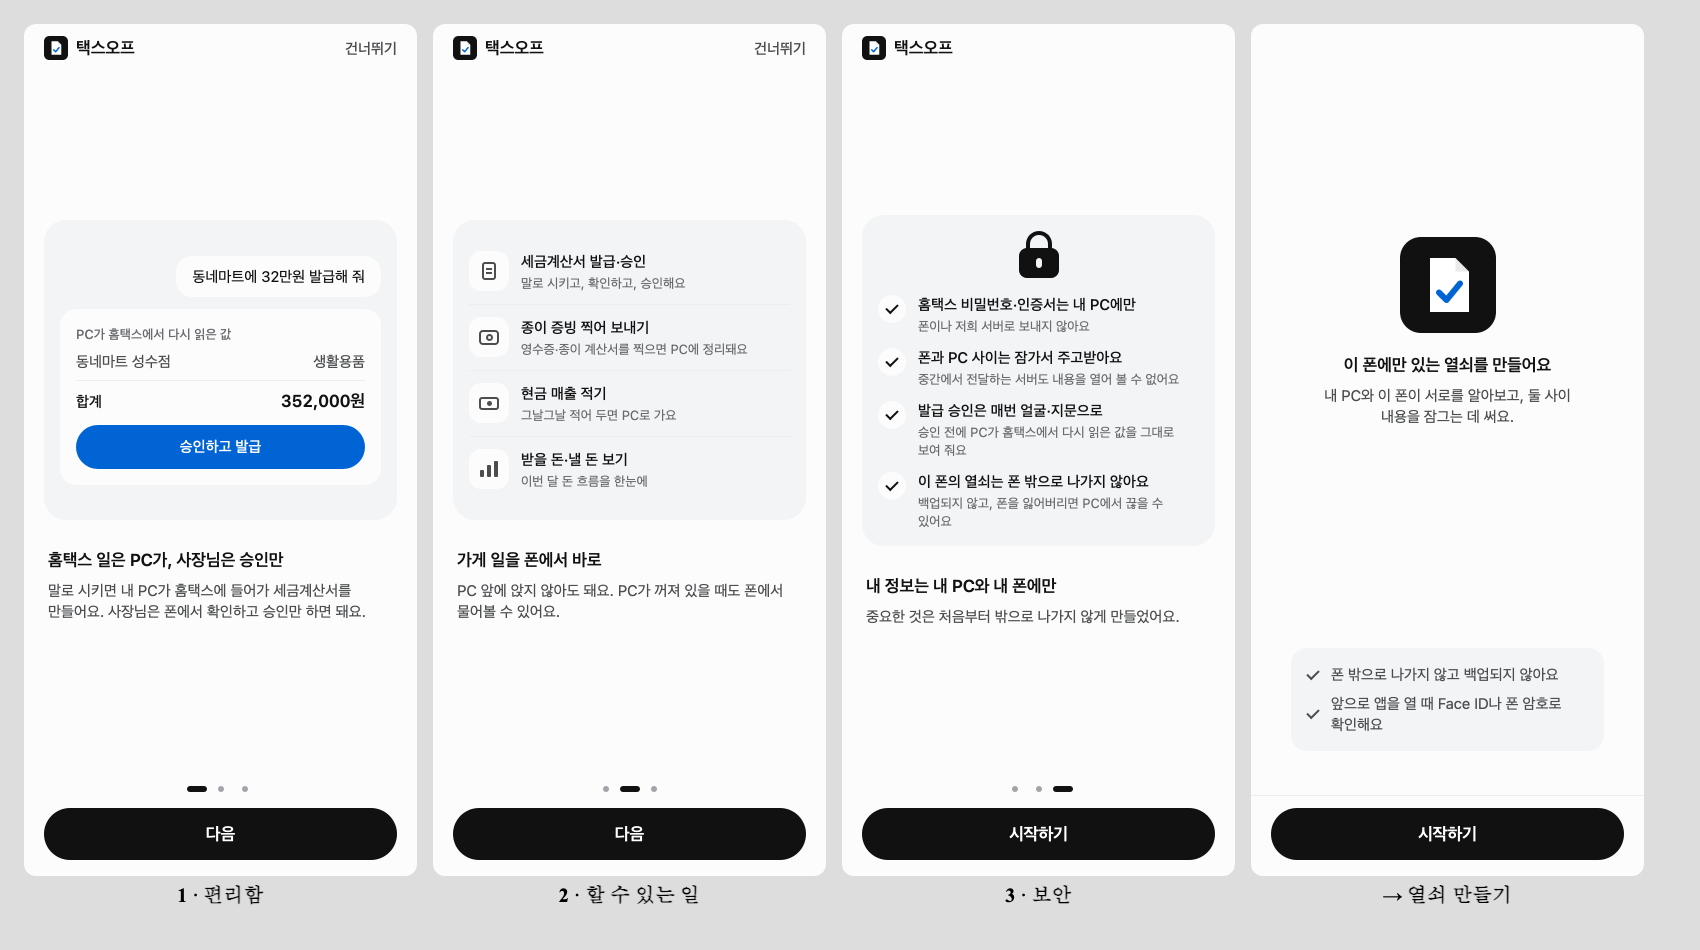 택스오프
건너뛰기
동네마트에 32만원 발급해 줘
PC가 홈택스에서 다시 읽은 값
동네마트 성수점 생활용품
합계 352,000원
승인하고 발급
홈택스 일은 PC가, 사장님은 승인만
말로 시키면 내 PC가 홈택스에 들어가 세금계산서를
만들어요. 사장님은 폰에서 확인하고 승인만 하면 돼요.
다음
1 · 편리함
택스오프
건너뛰기
세금계산서 발급·승인
말로 시키고, 확인하고, 승인해요
종이 증빙 찍어 보내기
영수증·종이 계산서를 찍으면 PC에 정리돼요
현금 매출 적기
그날그날 적어 두면 PC로 가요
받을 돈·낼 돈 보기
이번 달 돈 흐름을 한눈에
가게 일을 폰에서 바로
PC 앞에 앉지 않아도 돼요. PC가 꺼져 있을 때도 폰에서
물어볼 수 있어요.
다음
2 · 할 수 있는 일
택스오프
홈택스 비밀번호·인증서는 내 PC에만
폰이나 저희 서버로 보내지 않아요
폰과 PC 사이는 잠가서 주고받아요
중간에서 전달하는 서버도 내용을 열어 볼 수 없어요
발급 승인은 매번 얼굴·지문으로
승인 전에 PC가 홈택스에서 다시 읽은 값을 그대로
보여 줘요
이 폰의 열쇠는 폰 밖으로 나가지 않아요
백업되지 않고, 폰을 잃어버리면 PC에서 끊을 수
있어요
내 정보는 내 PC와 내 폰에만
중요한 것은 처음부터 밖으로 나가지 않게 만들었어요.
시작하기
3 · 보안
이 폰에만 있는 열쇠를 만들어요
내 PC와 이 폰이 서로를 알아보고, 둘 사이
내용을 잠그는 데 써요.
폰 밖으로 나가지 않고 백업되지 않아요
앞으로 앱을 열 때 Face ID나 폰 암호로
확인해요
시작하기
→ 열쇠 만들기